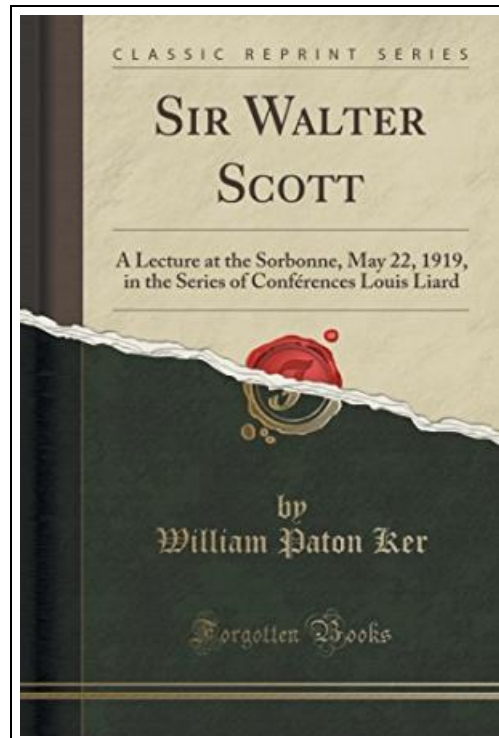 CLASSIC REPRINT SERIES
SIR WALTER
SCOTT
A Lecture at the Sorbonne, May 22, 1919,
in the Series of Conférences Louis Liard
by
William Paton Ker
Forgotten Books